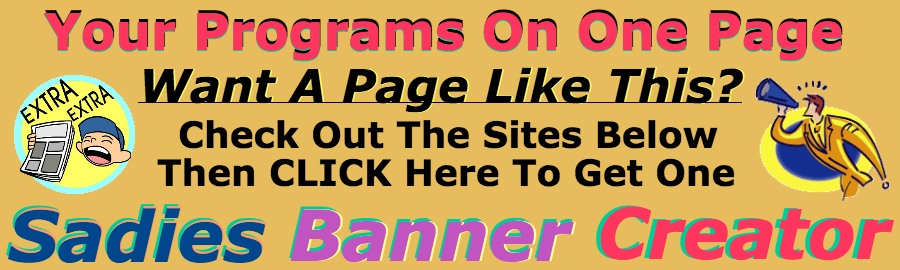 Your Programs On One Page
Want A Page Like This?
EXTRA
EXTRA
Check Out The Sites Below
Then CLICK Here To Get One
Sadies Banner Creator